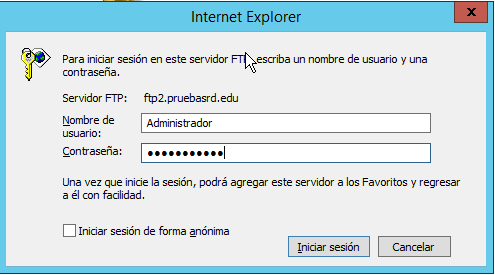 Internet Explorer
x
Para iniciar sesión en este servidor FTP, escriba un nombre de usuario y una
contraseña.
Servidor FTP: ftp2.pruebasrd.edu
Nombre de
usuario: Administrador
Contraseña: ●●●●●●●●●●●
Una vez que inicie la sesión, podrá agregar este servidor a los Favoritos y regresar
a él con facilidad.
Iniciar sesión de forma anónima
Iniciar sesión Cancelar